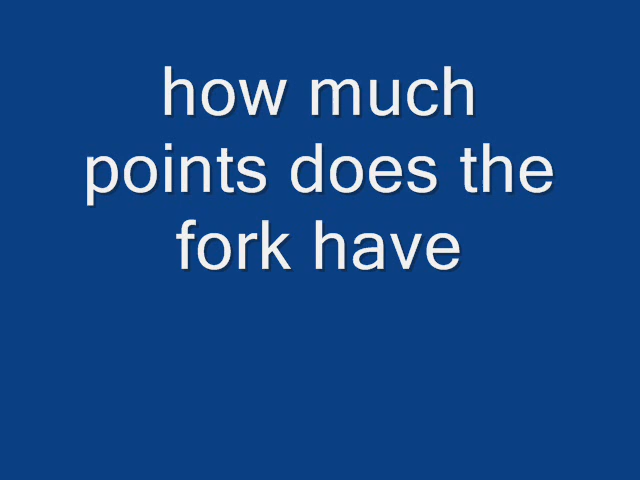 how much
points does the
fork have